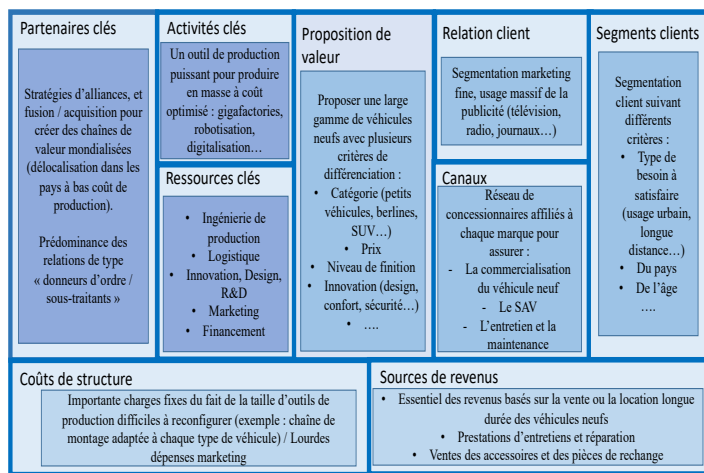 Partenaires clés
Stratégies d'alliances, et
fusion / acquisition pour
créer des chaînes de
valeur mondialisées
(délocalisation dans les
pays à bas coût de
production).
Prédominance des
relations de type
« donneurs d'ordre /
sous-traitants »
Activités clés
Un outil de production
puissant pour produire
en masse à coût
optimisé : gigafactories,
robotisation,
digitalisation…
Ressources clés
• Ingénierie de
production
• Logistique
• Innovation, Design,
R&D
• Marketing
• Financement
Proposition de
valeur
Proposer une large
gamme de véhicules
neufs avec plusieurs
critères de
différenciation :
• Catégorie (petits
véhicules, berlines,
SUV…)
• Prix
• Niveau de finition
• Innovation (design,
confort, sécurité…)
• ….
Relation client
Segmentation marketing
fine, usage massif de la
publicité (télévision,
radio, journaux…)
Canaux
Réseau de
concessionnaires affiliés à
chaque marque pour
assurer :
- La commercialisation
du véhicule neuf
- Le SAV
- L'entretien et la
maintenance
Segments clients
Segmentation
client suivant
différents
critères :
• Type de
besoin à
satisfaire
(usage urbain,
longue
distance…)
• Du pays
• De l'âge
….
Coûts de structure
Importante charges fixes du fait de la taille d'outils de
production difficiles à reconfigurer (exemple : chaîne de
montage adaptée à chaque type de véhicule) / Lourdes
dépenses marketing
Sources de revenus
• Essentiel des revenus basés sur la vente ou la location longue
durée des véhicules neufs
• Prestations d'entretiens et réparation
• Ventes des accessoires et des pièces de rechange